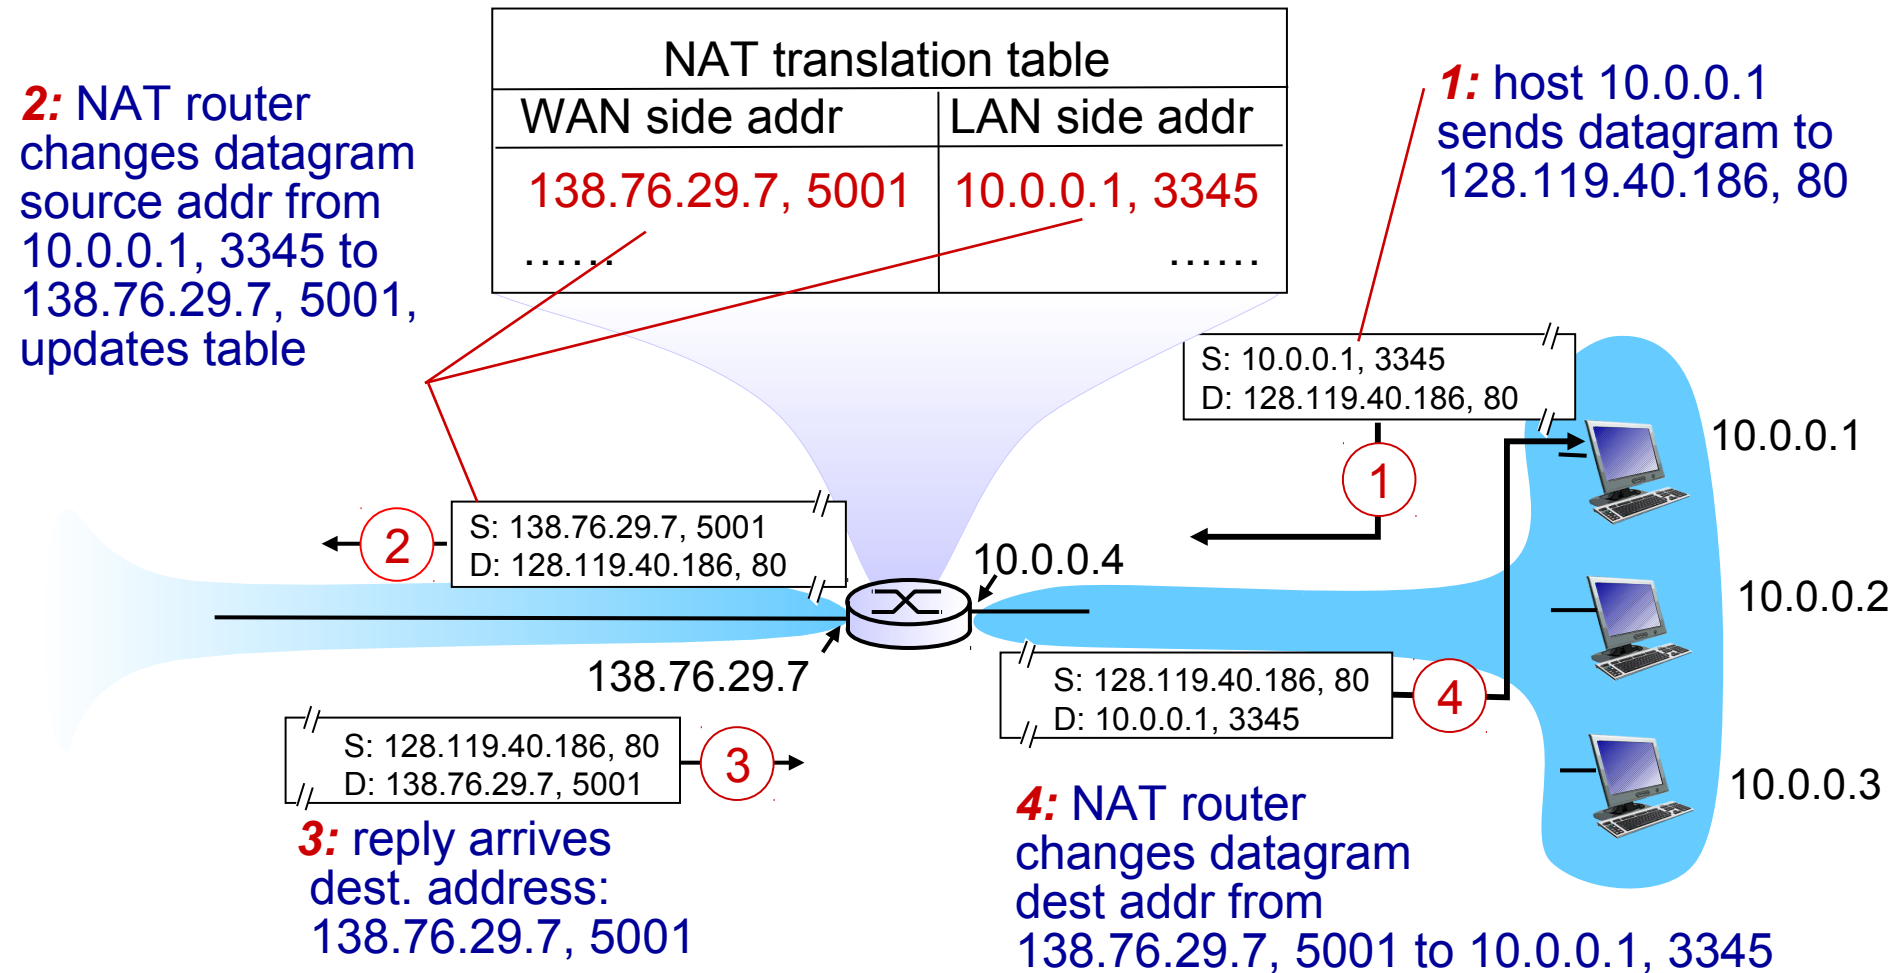 NAT translation table
WAN side addr
LAN side addr
138.76.29.7, 5001
10.0.0.1, 3345
......
......
2: NAT router
changes datagram
source addr from
10.0.0.1, 3345 to
138.76.29.7, 5001,
updates table
1: host 10.0.0.1
sends datagram to
128.119.40.186, 80
S: 10.0.0.1, 3345
D: 128.119.40.186, 80
1
10.0.0.1
S: 138.76.29.7, 5001
D: 128.119.40.186, 80
2
10.0.0.4
10.0.0.2
138.76.29.7
S: 128.119.40.186, 80
D: 10.0.0.1, 3345
4
S: 128.119.40.186, 80
D: 138.76.29.7, 5001
3
10.0.0.3
3: reply arrives
dest. address:
138.76.29.7, 5001
4: NAT router
changes datagram
dest addr from
138.76.29.7, 5001 to 10.0.0.1, 3345